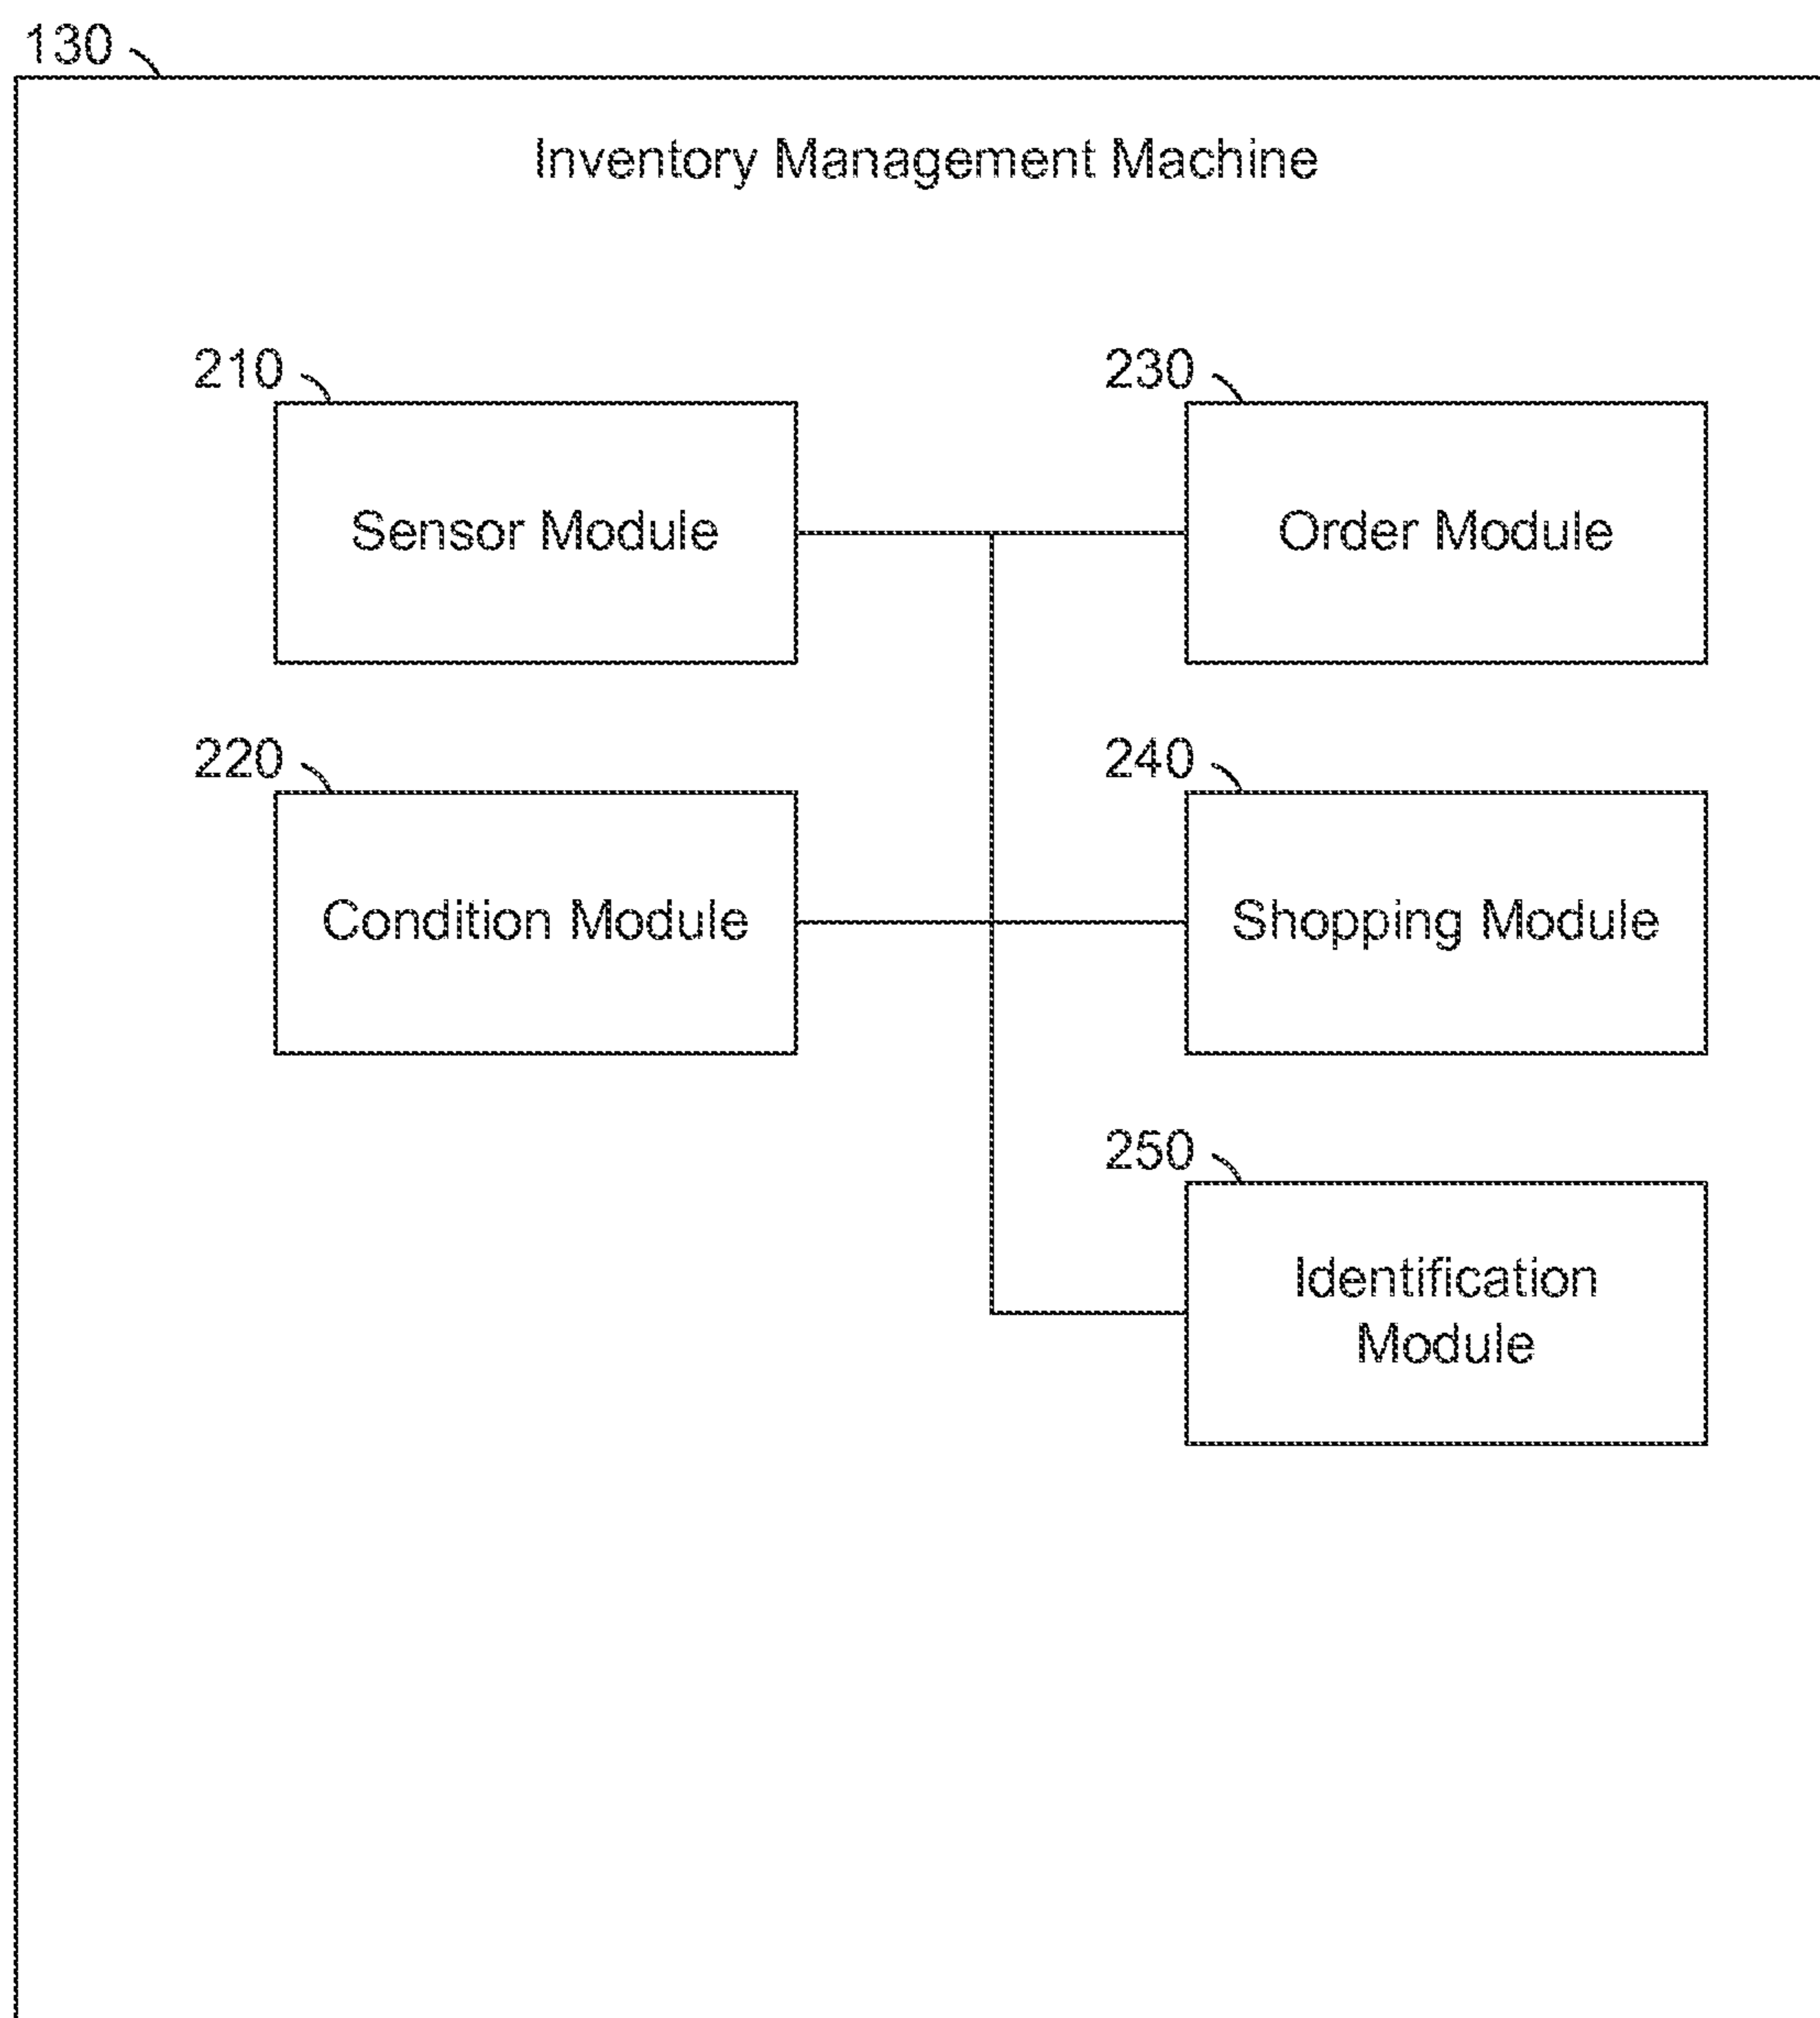 130
Inventory Management Machine
210
230
Sensor Module
Order Module
220
240
Condition Module
Shopping Module
250
Identification
Module